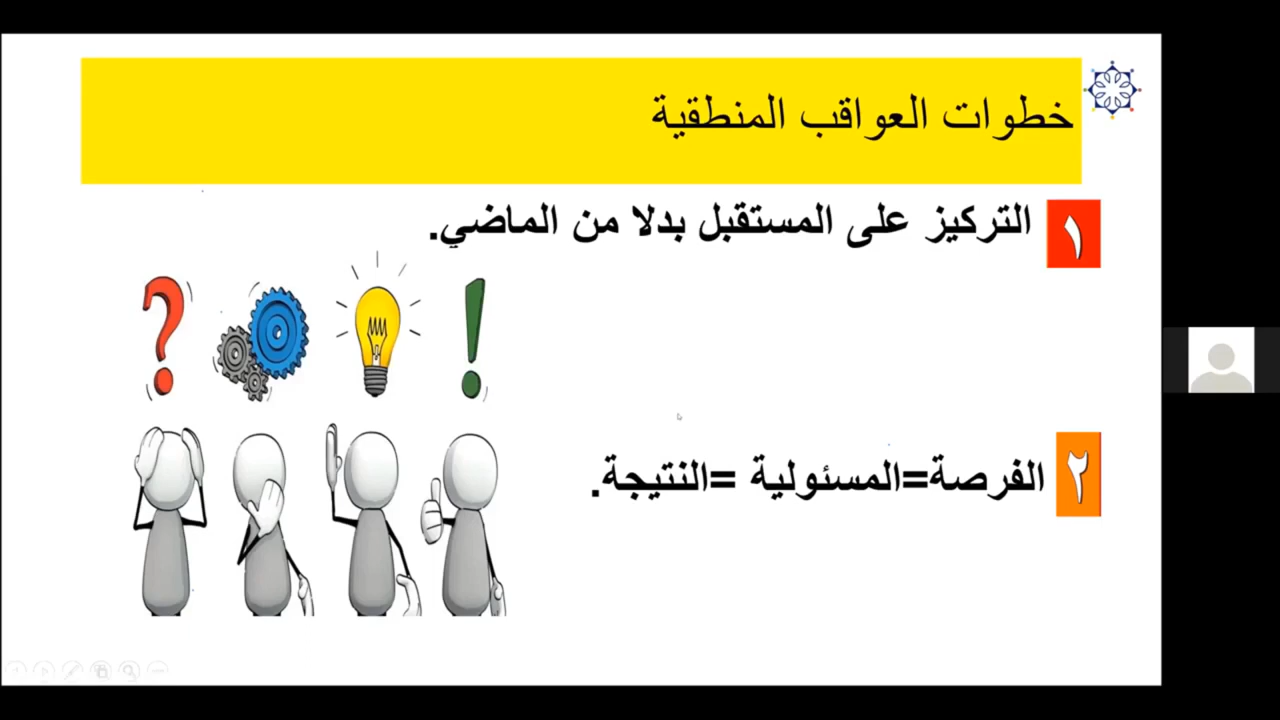 خطوات العواقب المنطقية
١ التركيز على المستقبل بدلا من الماضي.
٢ الفرصة=المسئولية =النتيجة.